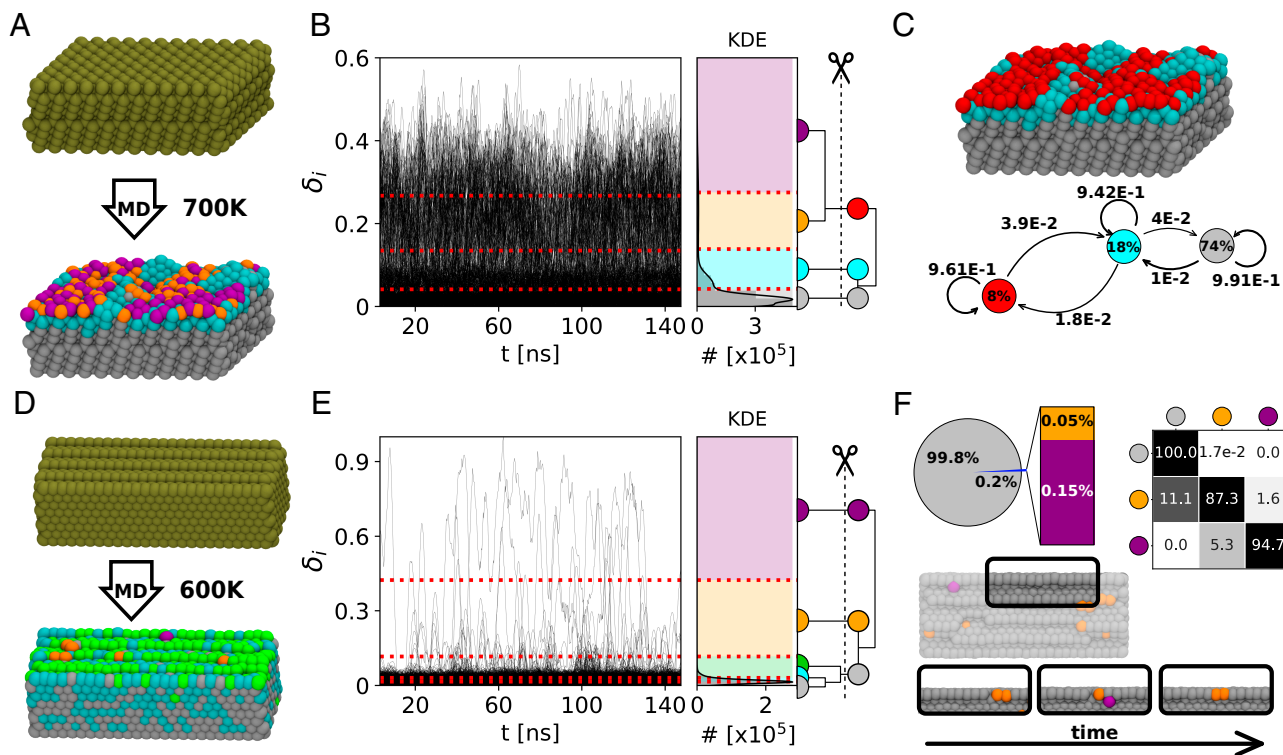 A
MD
700K
B
KDE
0.6
0.4
0.2
0
δi
20
60
100
140
t [ns]
0
3
# [x10⁵]
C
9.42E-1
3.9E-2
4E-2
18%
74%
9.61E-1
1E-2
9.91E-1
8%
1.8E-2
D
MD
600K
E
KDE
0.9
0.6
0.3
0
δi
20
60
100
140
t [ns]
0
2
# [x10⁵]
F
99.8%
0.2%
0.05%
0.15%
100.0 1.7e-2 0.0
11.1 87.3 1.6
0.0 5.3 94.7
time